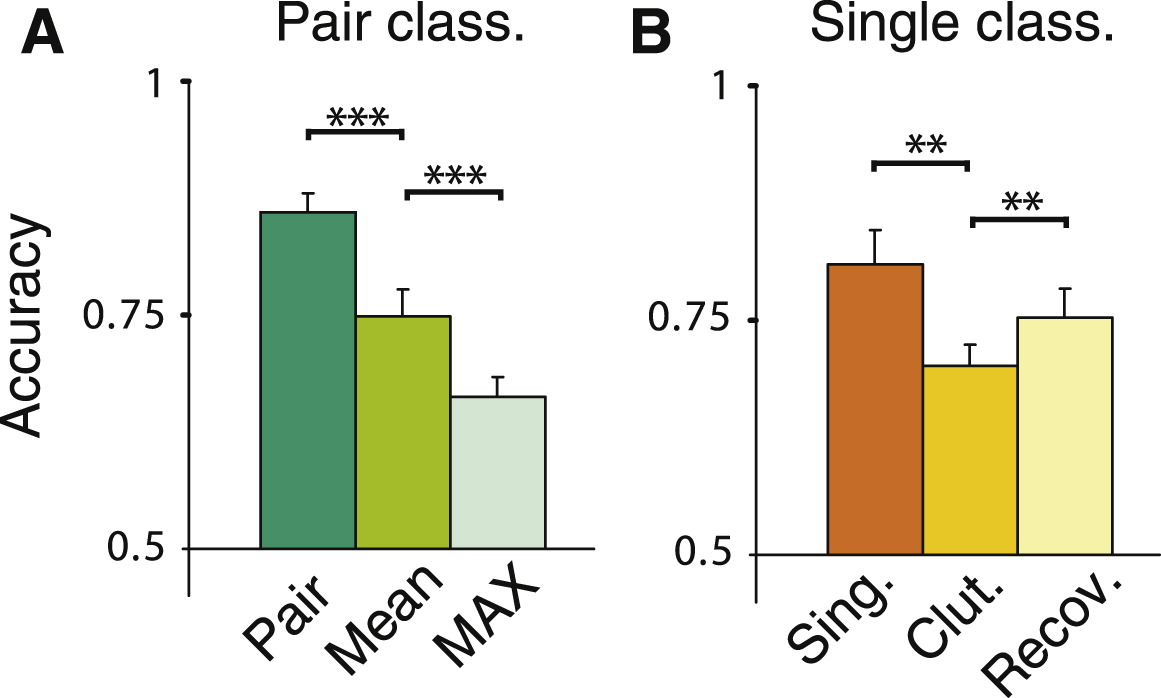 A
Pair class.
Accuracy
1
0.75
0.5
***
***
Pair
Mean
MAX
B
Single class.
1
0.75
0.5
**
**
Sing.
Clut.
Recov.